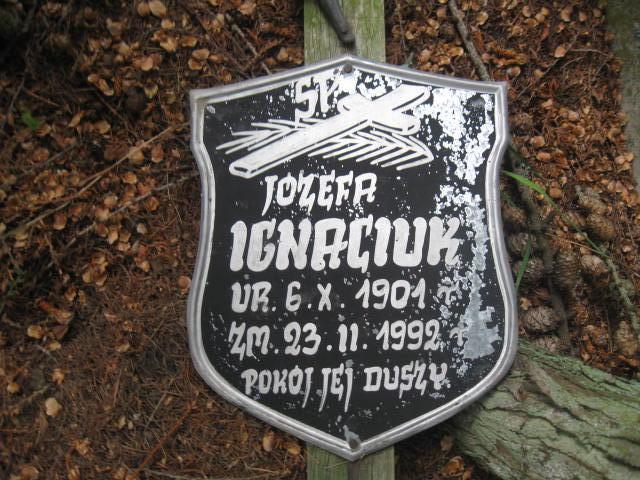 ŚP.
JÓZEFA
IGNACIUK
UR. 6. X. 1901 r
ZM. 23. 11. 1992 r
POKÓJ JEJ DUSZY